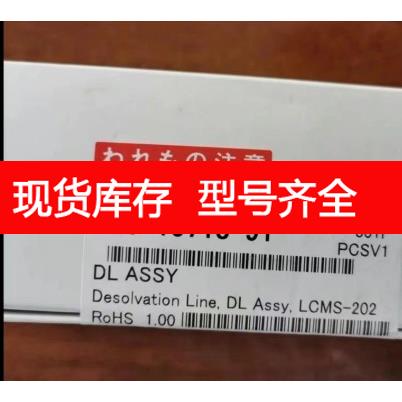 われもの注意
现货库存 型号齐全
PCSV1
DL ASSY
Desolvation Line, DL Assy, LCMS-202
RoHS 1.00